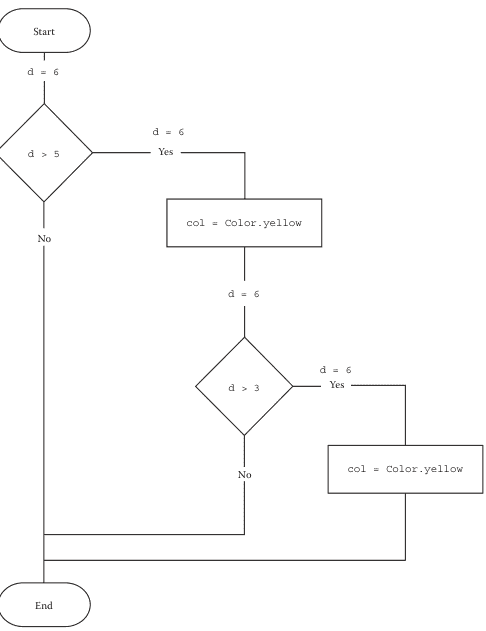 Start
d = 6
d > 5
d = 6
Yes
No
col = Color.yellow
d = 6
d > 3
d = 6
Yes
No
col = Color.yellow
End